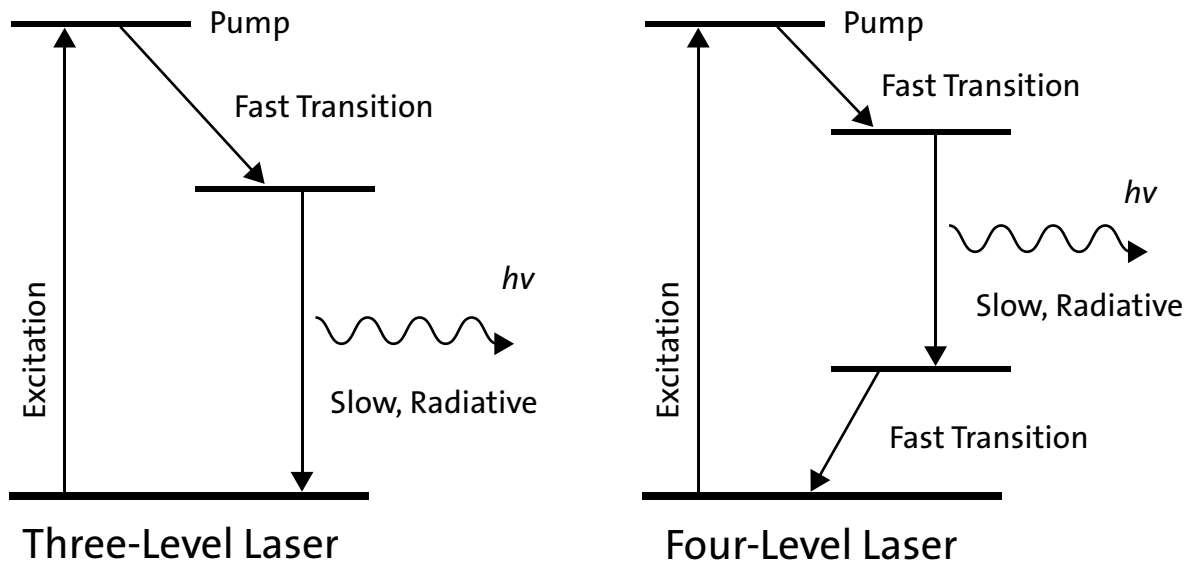 Pump
Fast Transition
hv
Excitation
Slow, Radiative
Three-Level Laser
Pump
Fast Transition
hv
Slow, Radiative
Excitation
Fast Transition
Four-Level Laser